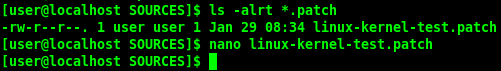 [user@localhost SOURCES]$ ls -alrt *.patch
-rw-r--r--. 1 user user 1 Jan 29 08:34 linux-kernel-test.patch
[user@localhost SOURCES]$ nano linux-kernel-test.patch
[user@localhost SOURCES]$